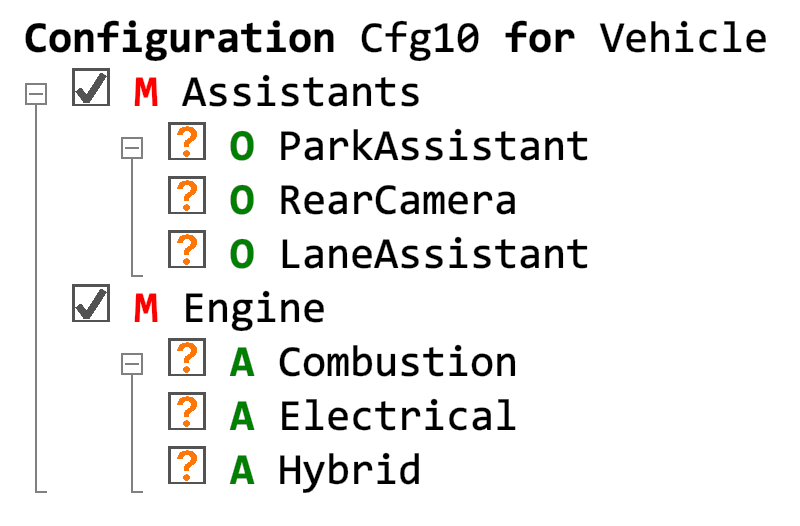 Configuration Cfg10 for Vehicle
M Assistants
? O ParkAssistant
? O RearCamera
? O LaneAssistant
M Engine
? A Combustion
? A Electrical
? A Hybrid